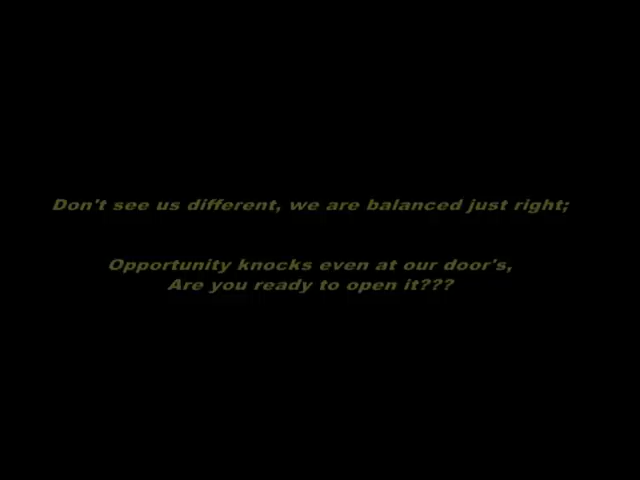 Don't see us different, we are balanced just right;
Opportunity knocks even at our door's,
Are you ready to open it???